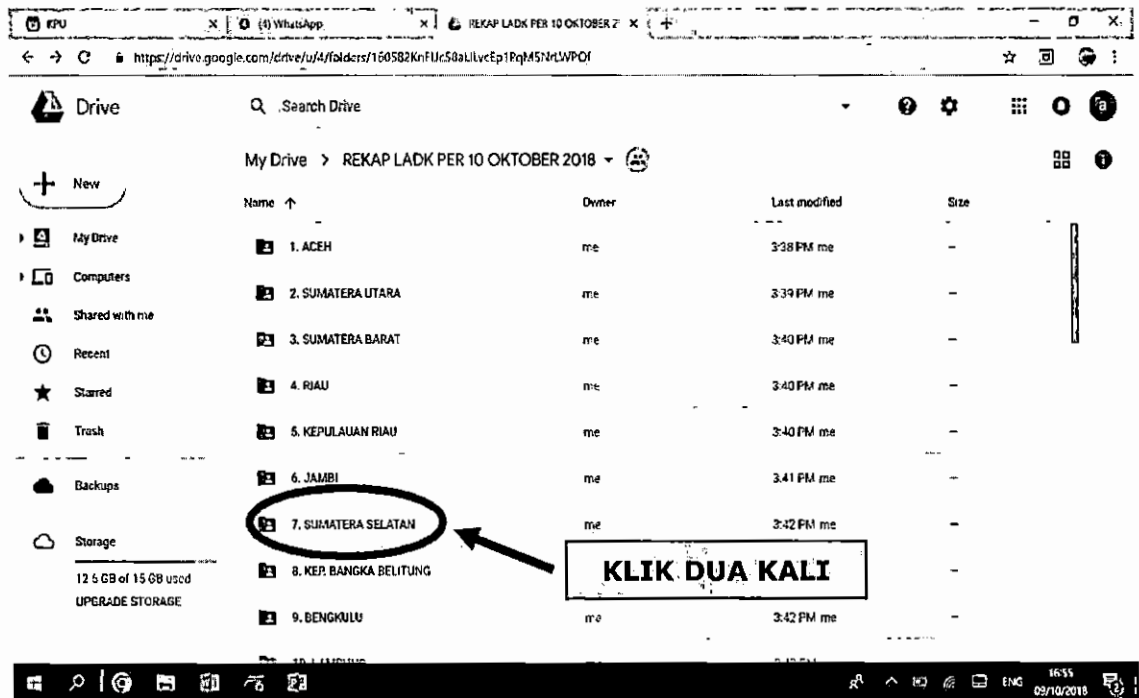 KPU
(4) WhatsApp
REKAP LADK PER 10 OKTOBER 2
Drive
Search Drive
My Drive > REKAP LADK PER 10 OKTOBER 2018
New
Name ↑ Owner Last modified Size
My Drive
1. ACEH me 3:38 PM me –
Computers
2. SUMATERA UTARA me 3:39 PM me –
Shared with me
3. SUMATERA BARAT me 3:40 PM me –
Recent
4. RIAU me 3:40 PM me –
Starred
Trash
5. KEPULAUAN RIAU me 3:40 PM me –
6. JAMBI me 3:41 PM me –
Backups
7. SUMATERA SELATAN me 3:42 PM me –
Storage
KLIK DUA KALI
8. KEP. BANGKA BELITUNG –
12.6 GB of 15 GB used
UPGRADE STORAGE
9. BENGKULU me 3:42 PM me –
ENG
16:55
09/10/2018